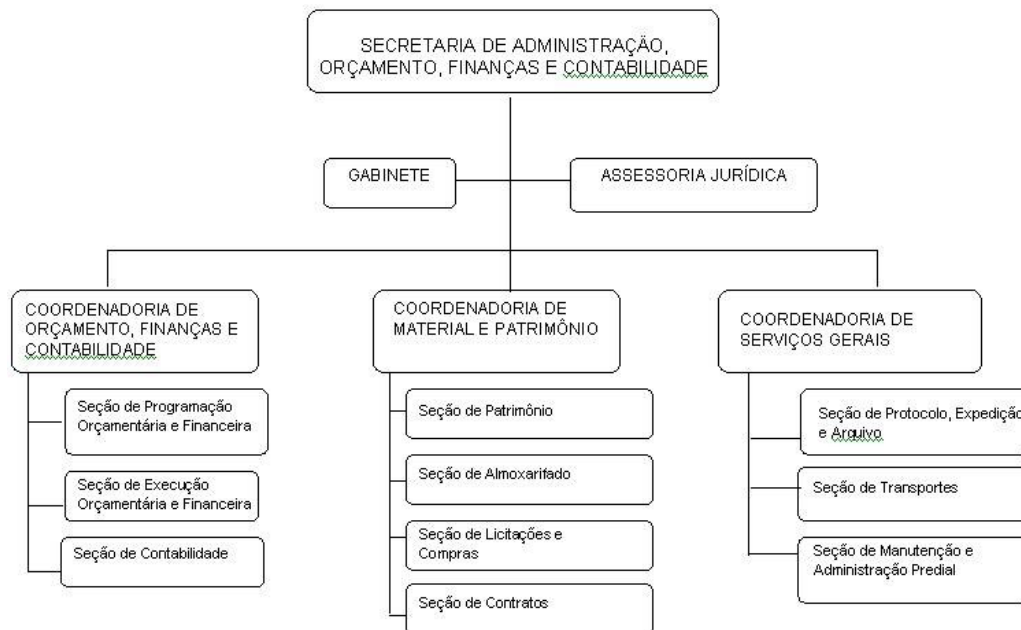 SECRETARIA DE ADMINISTRAÇÃO,
ORÇAMENTO, FINANÇAS E CONTABILIDADE
GABINETE
ASSESSORIA JURÍDICA
COORDENADORIA DE
ORÇAMENTO, FINANÇAS E
CONTABILIDADE
Seção de Programação
Orçamentária e Financeira
Seção de Execução
Orçamentária e Financeira
Seção de Contabilidade
COORDENADORIA DE
MATERIAL E PATRIMÔNIO
Seção de Patrimônio
Seção de Almoxarifado
Seção de Licitações e
Compras
Seção de Contratos
COORDENADORIA DE
SERVIÇOS GERAIS
Seção de Protocolo, Expedição
e Arquivo
Seção de Transportes
Seção de Manutenção e
Administração Predial